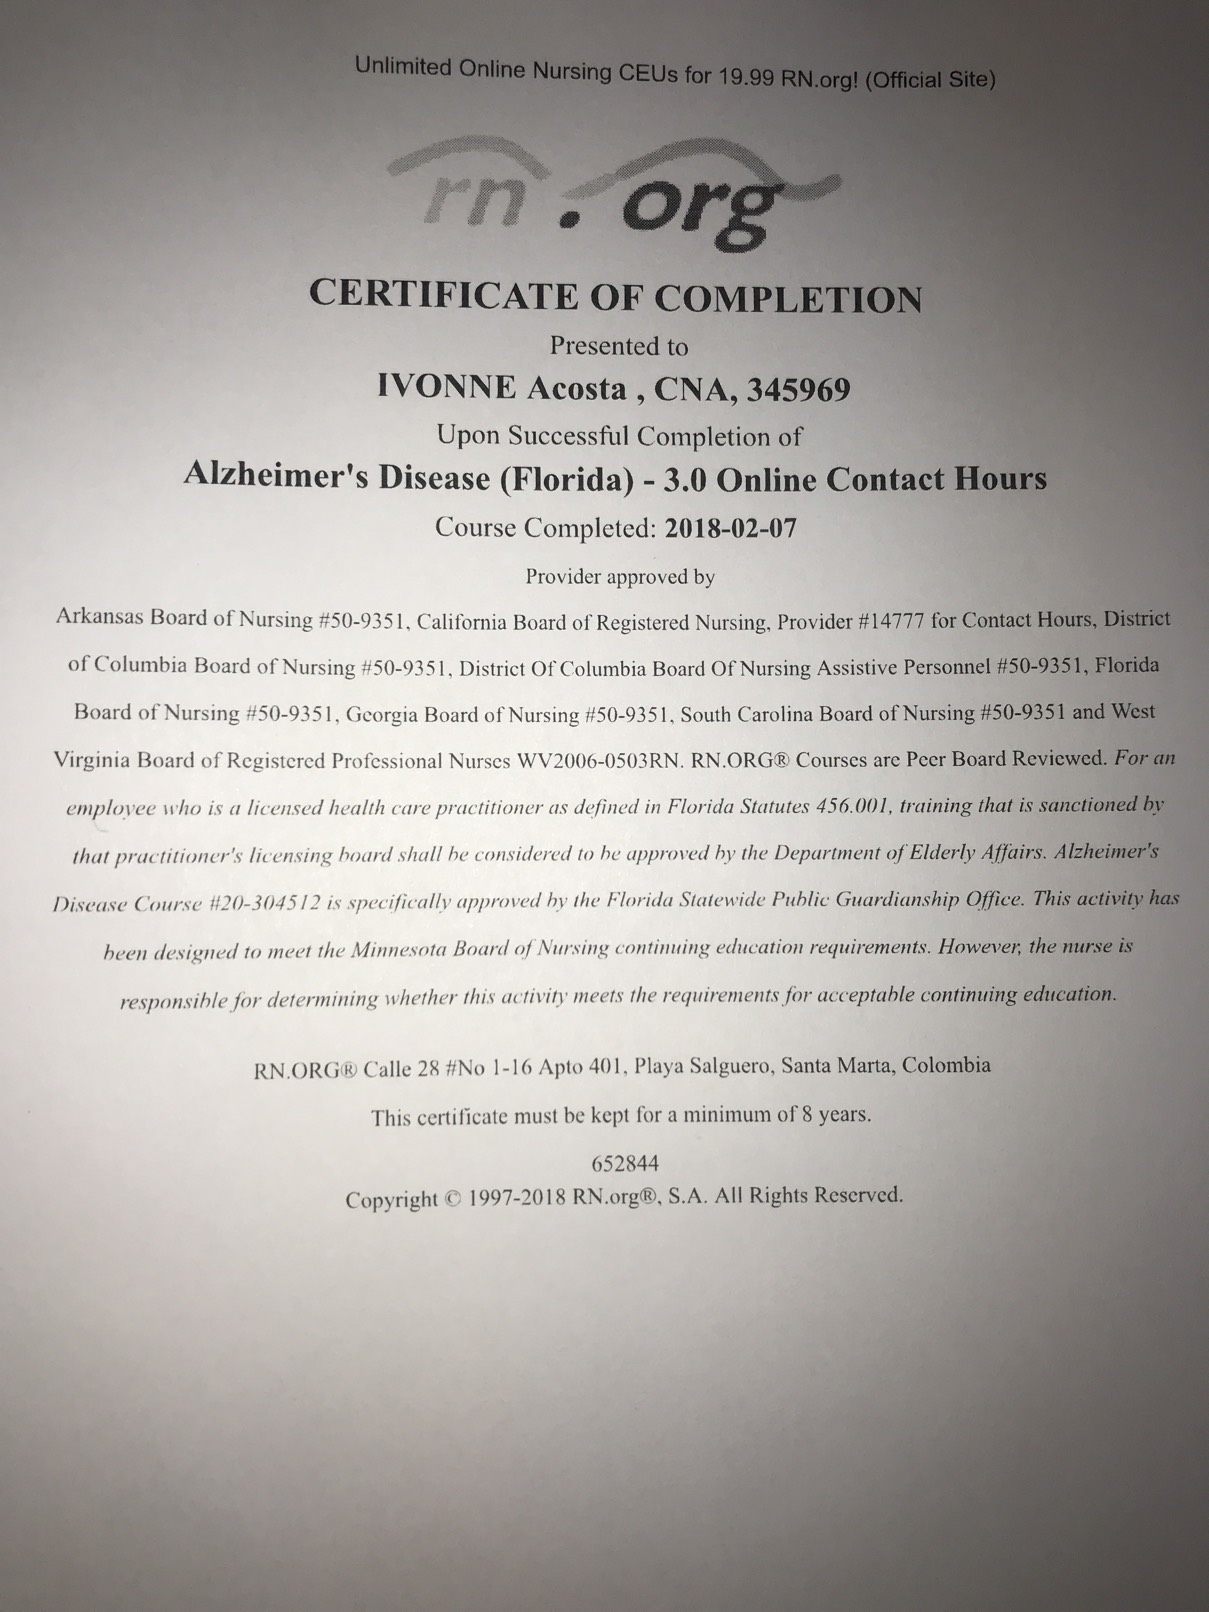 Unlimited Online Nursing CEUs for 19.99 RN.org! (Official Site)
rn.org
CERTIFICATE OF COMPLETION
Presented to
IVONNE Acosta , CNA, 345969
Upon Successful Completion of
Alzheimer's Disease (Florida) - 3.0 Online Contact Hours
Course Completed: 2018-02-07
Provider approved by
Arkansas Board of Nursing #50-9351, California Board of Registered Nursing, Provider #14777 for Contact Hours, District
of Columbia Board of Nursing #50-9351, District Of Columbia Board Of Nursing Assistive Personnel #50-9351, Florida
Board of Nursing #50-9351, Georgia Board of Nursing #50-9351, South Carolina Board of Nursing #50-9351 and West
Virginia Board of Registered Professional Nurses WV2006-0503RN. RN.ORG® Courses are Peer Board Reviewed. For an
employee who is a licensed health care practitioner as defined in Florida Statutes 456.001, training that is sanctioned by
that practitioner's licensing board shall be considered to be approved by the Department of Elderly Affairs. Alzheimer's
Disease Course #20-304512 is specifically approved by the Florida Statewide Public Guardianship Office. This activity has
been designed to meet the Minnesota Board of Nursing continuing education requirements. However, the nurse is
responsible for determining whether this activity meets the requirements for acceptable continuing education.
RN.ORG® Calle 28 #No 1-16 Apto 401, Playa Salguero, Santa Marta, Colombia
This certificate must be kept for a minimum of 8 years.
652844
Copyright © 1997-2018 RN.org®, S.A. All Rights Reserved.